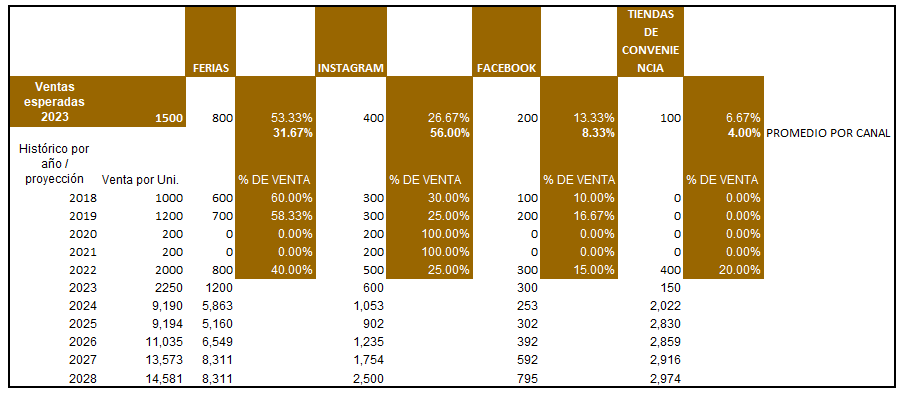 TIENDAS
DE
CONVENIE
NCIA
FERIAS INSTAGRAM FACEBOOK
Ventas
esperadas
2023 1500 800 53.33% 400 26.67% 200 13.33% 100 6.67%
31.67% 56.00% 8.33% 4.00% PROMEDIO POR CANAL
Histórico por
año /
proyección Venta por Uni. % DE VENTA % DE VENTA % DE VENTA % DE VENTA
2018 1000 600 60.00% 300 30.00% 100 10.00% 0 0.00%
2019 1200 700 58.33% 300 25.00% 200 16.67% 0 0.00%
2020 200 0 0.00% 200 100.00% 0 0.00% 0 0.00%
2021 200 0 0.00% 200 100.00% 0 0.00% 0 0.00%
2022 2000 800 40.00% 500 25.00% 300 15.00% 400 20.00%
2023 2250 1200 600 300 150
2024 9,190 5,863 1,053 253 2,022
2025 9,194 5,160 902 302 2,830
2026 11,035 6,549 1,235 392 2,859
2027 13,573 8,311 1,754 592 2,916
2028 14,581 8,311 2,500 795 2,974